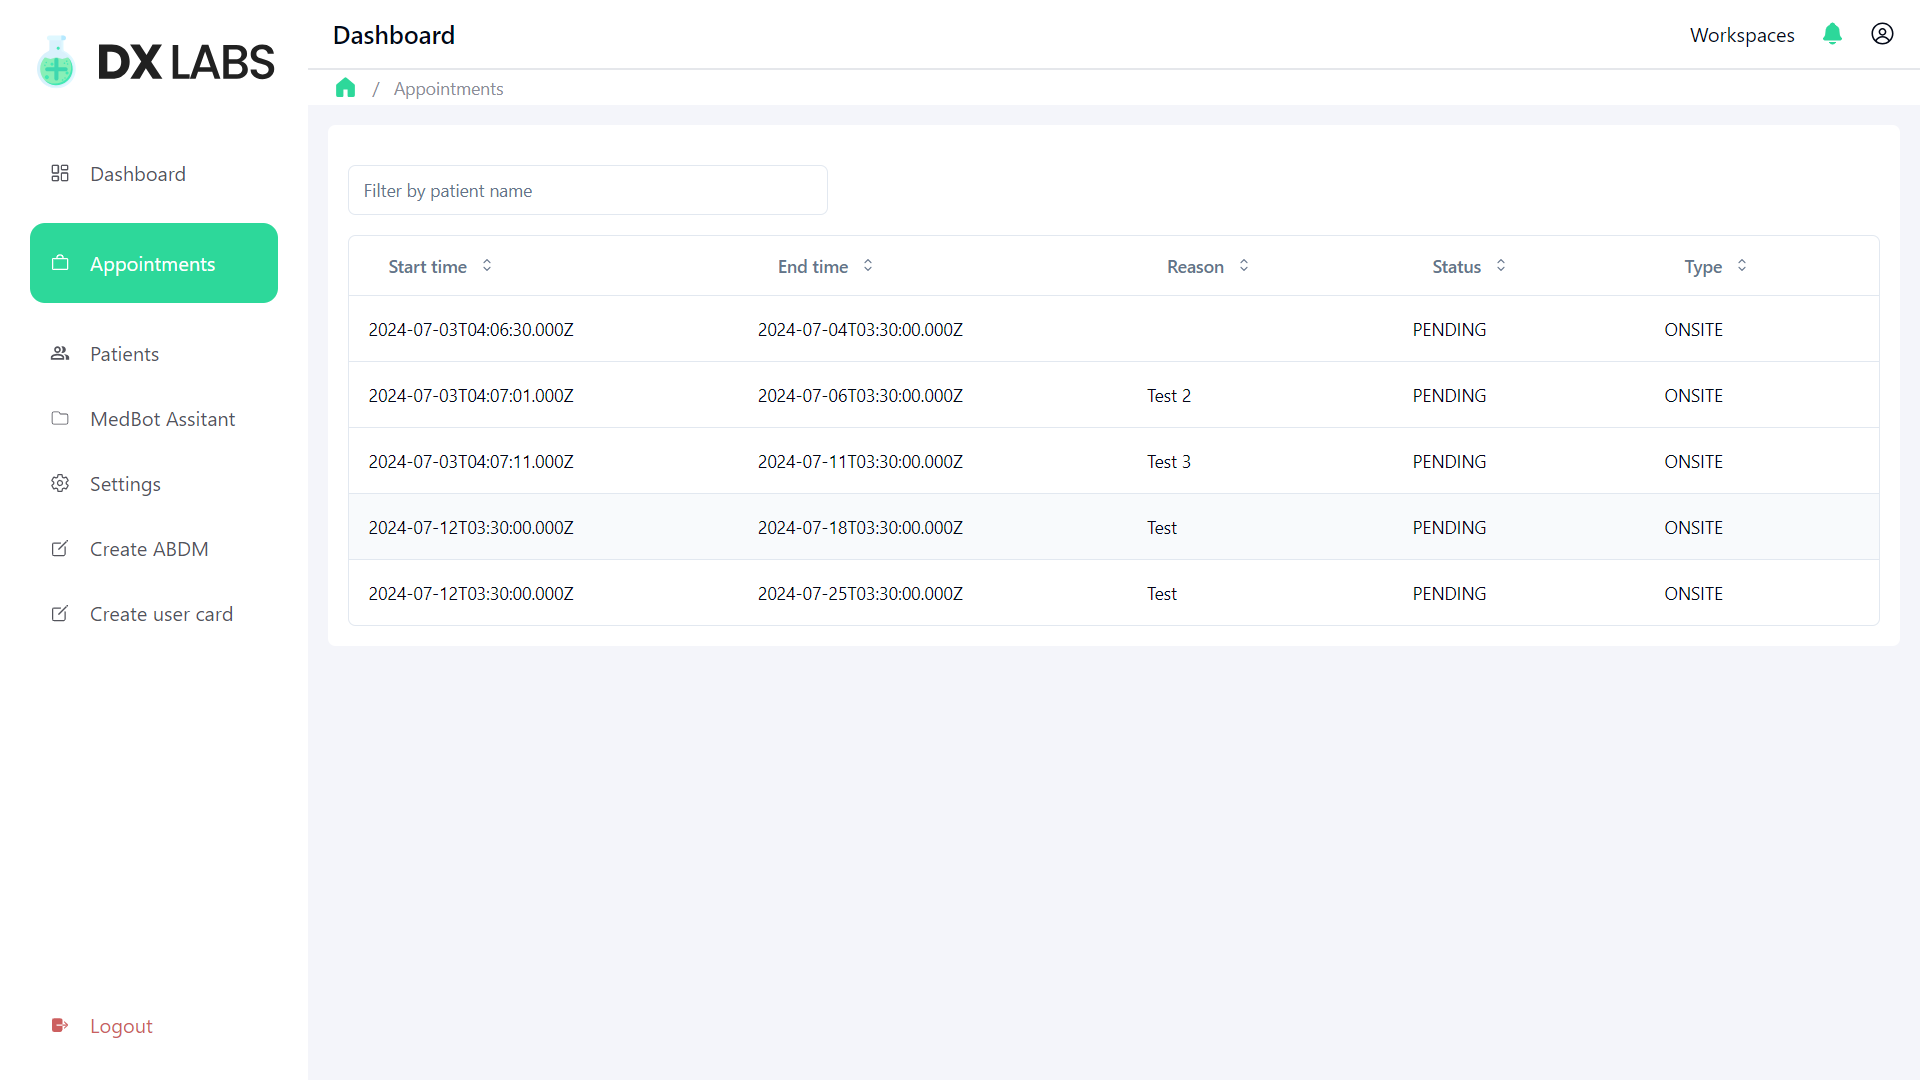 DX LABS
Dashboard
Workspaces
/ Appointments
Dashboard
Appointments
Patients
MedBot Assitant
Settings
Create ABDM
Create user card
Logout
Filter by patient name
Start time End time Reason Status Type
2024-07-03T04:06:30.000Z 2024-07-04T03:30:00.000Z PENDING ONSITE
2024-07-03T04:07:01.000Z 2024-07-06T03:30:00.000Z Test 2 PENDING ONSITE
2024-07-03T04:07:11.000Z 2024-07-11T03:30:00.000Z Test 3 PENDING ONSITE
2024-07-12T03:30:00.000Z 2024-07-18T03:30:00.000Z Test PENDING ONSITE
2024-07-12T03:30:00.000Z 2024-07-25T03:30:00.000Z Test PENDING ONSITE